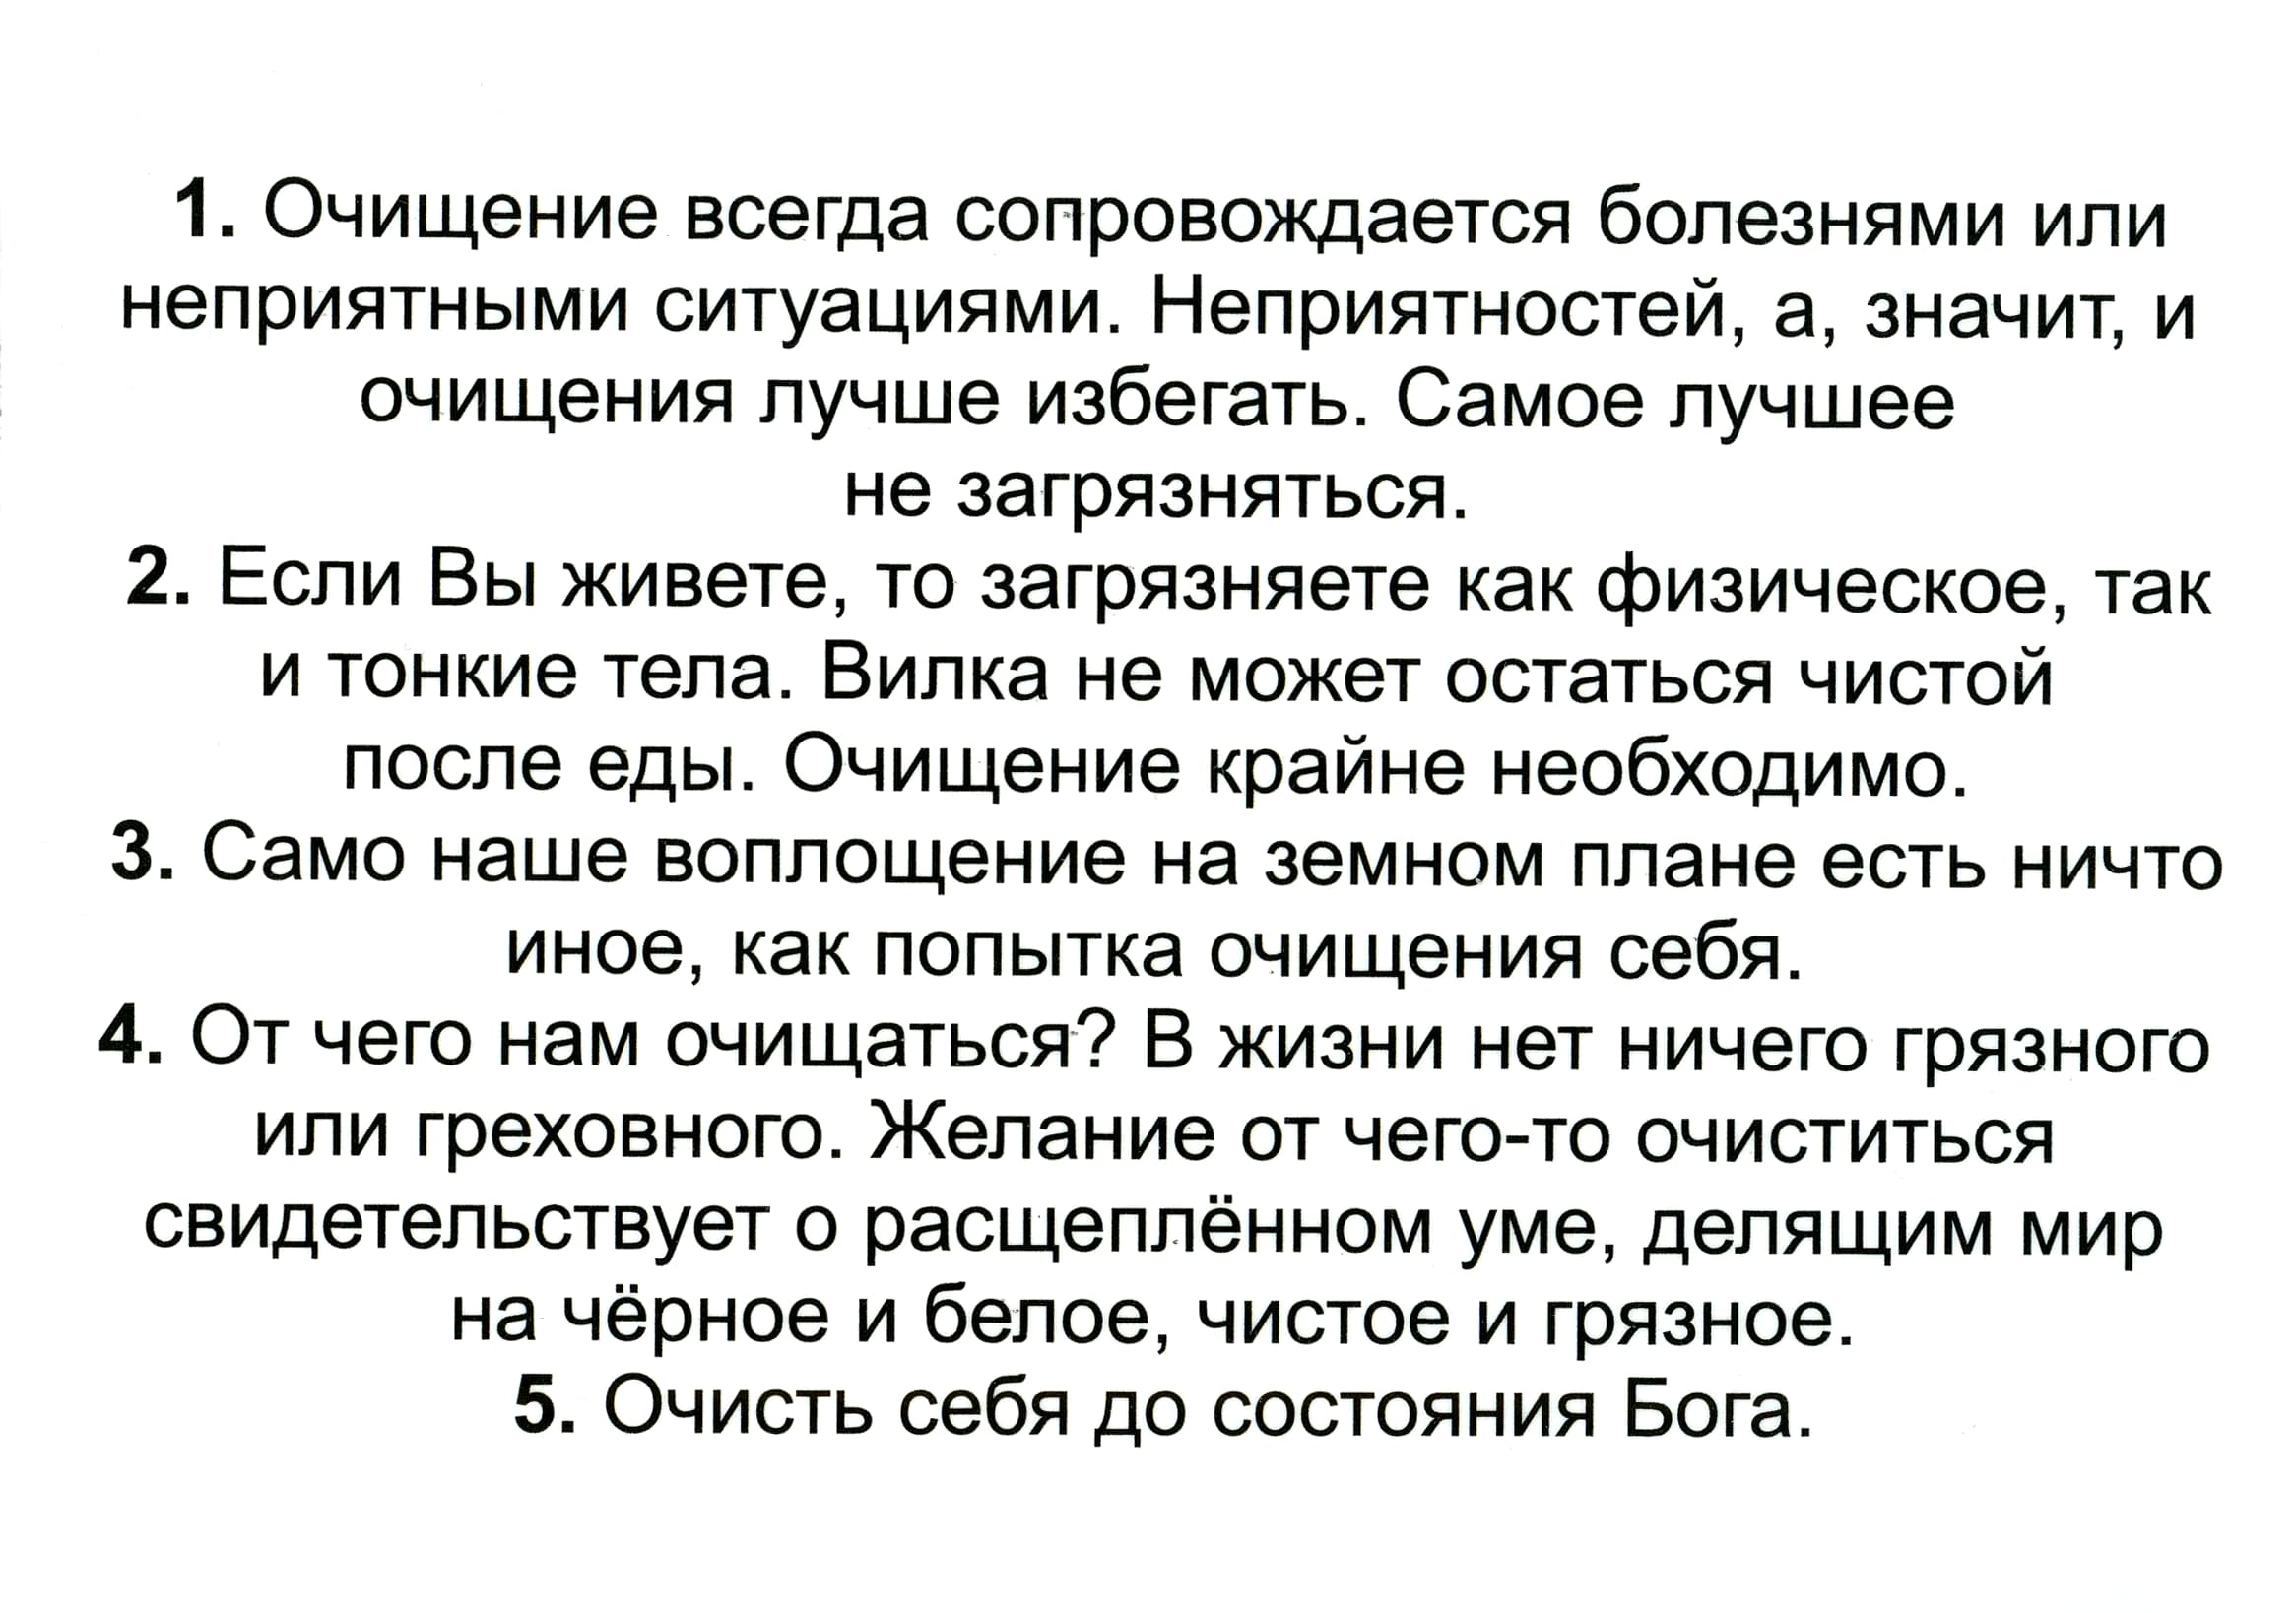 1. Очищение всегда сопровождается болезнями или
неприятными ситуациями. Неприятностей, а, значит, и
очищения лучше избегать. Самое лучшее
не загрязняться.
2. Если Вы живете, то загрязняете как физическое, так
и тонкие тела. Вилка не может остаться чистой
после еды. Очищение крайне необходимо.
3. Само наше воплощение на земном плане есть ничто
иное, как попытка очищения себя.
4. От чего нам очищаться? В жизни нет ничего грязного
или греховного. Желание от чего-то очиститься
свидетельствует о расщеплённом уме, делящим мир
на чёрное и белое, чистое и грязное.
5. Очисть себя до состояния Бога.